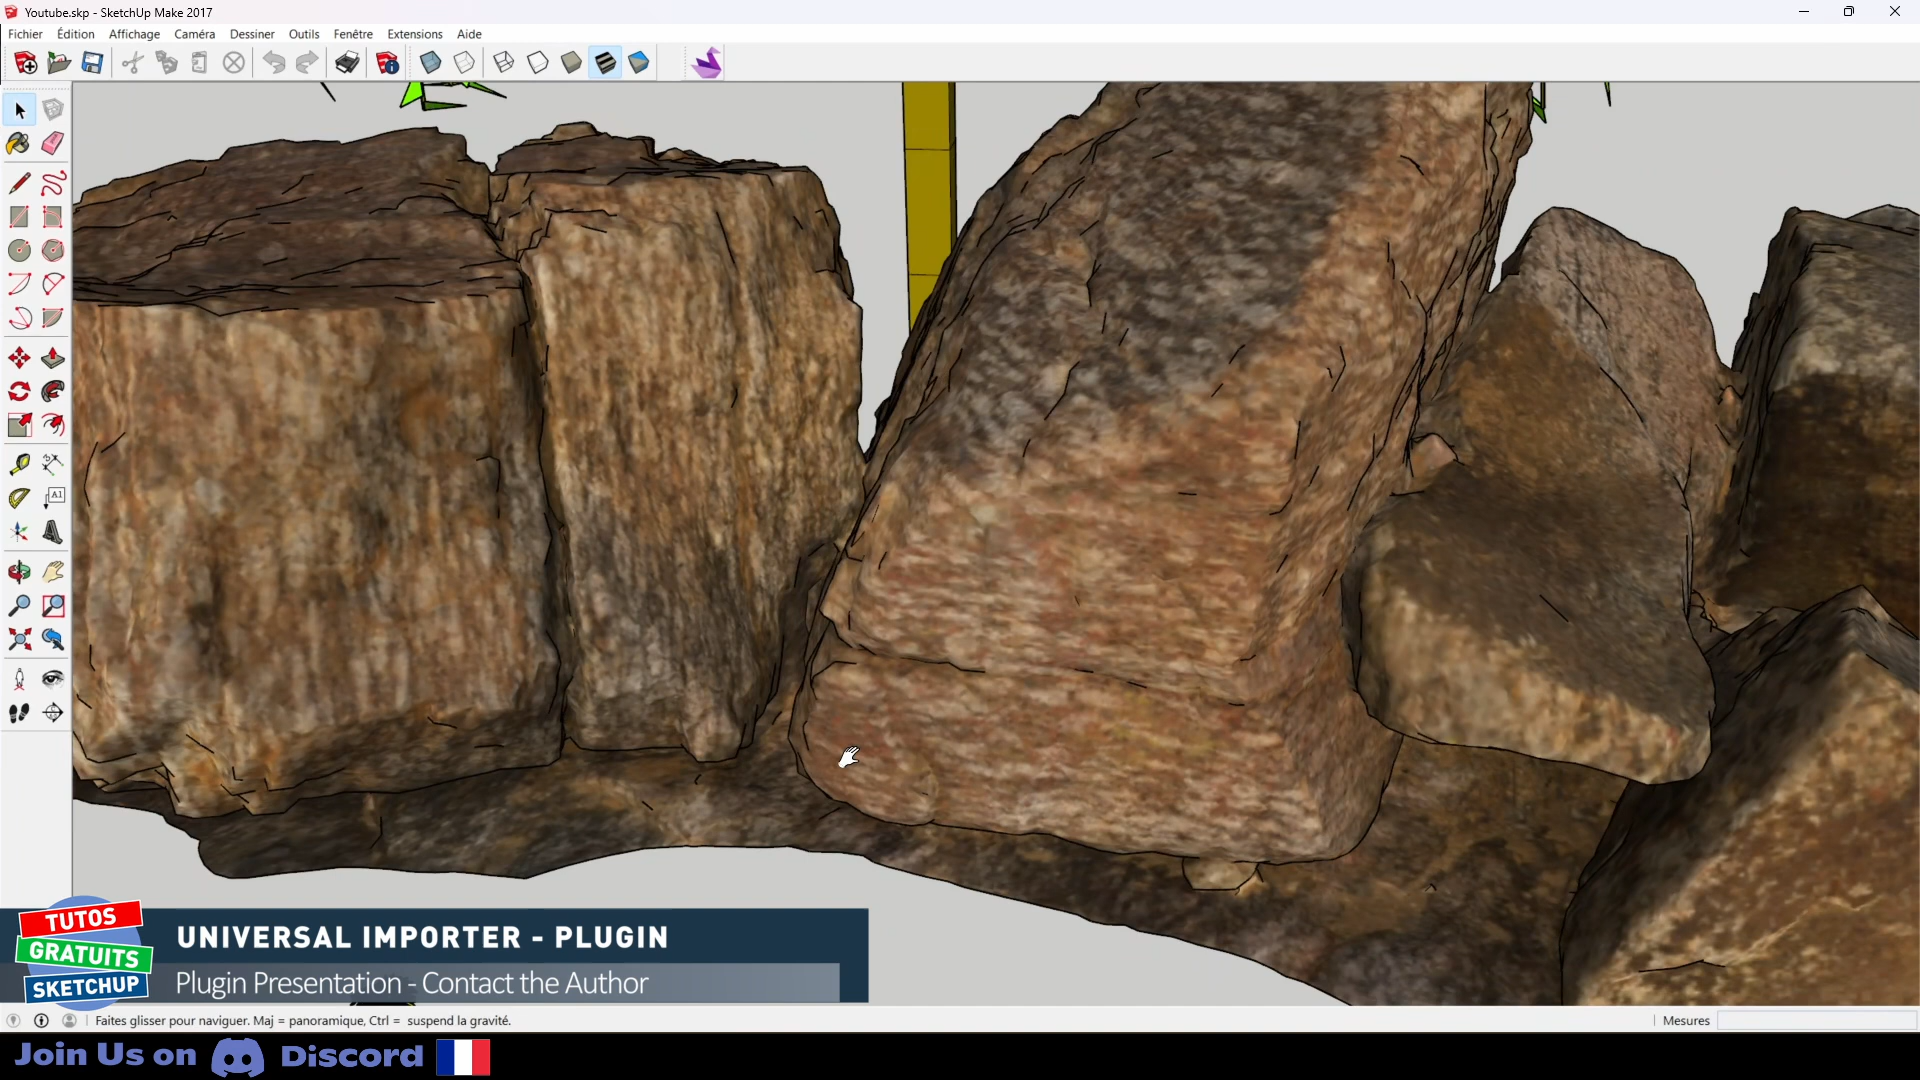 Youtube.skp - SketchUp Make 2017
Fichier Édition Affichage Caméra Dessiner Outils Fenêtre Extensions Aide
A1
TUTOS
GRATUITS
SKETCHUP
UNIVERSAL IMPORTER - PLUGIN
Plugin Presentation - Contact the Author
Faites glisser pour naviguer. Maj = panoramique, Ctrl = suspend la gravité.
Mesures
Join Us on Discord